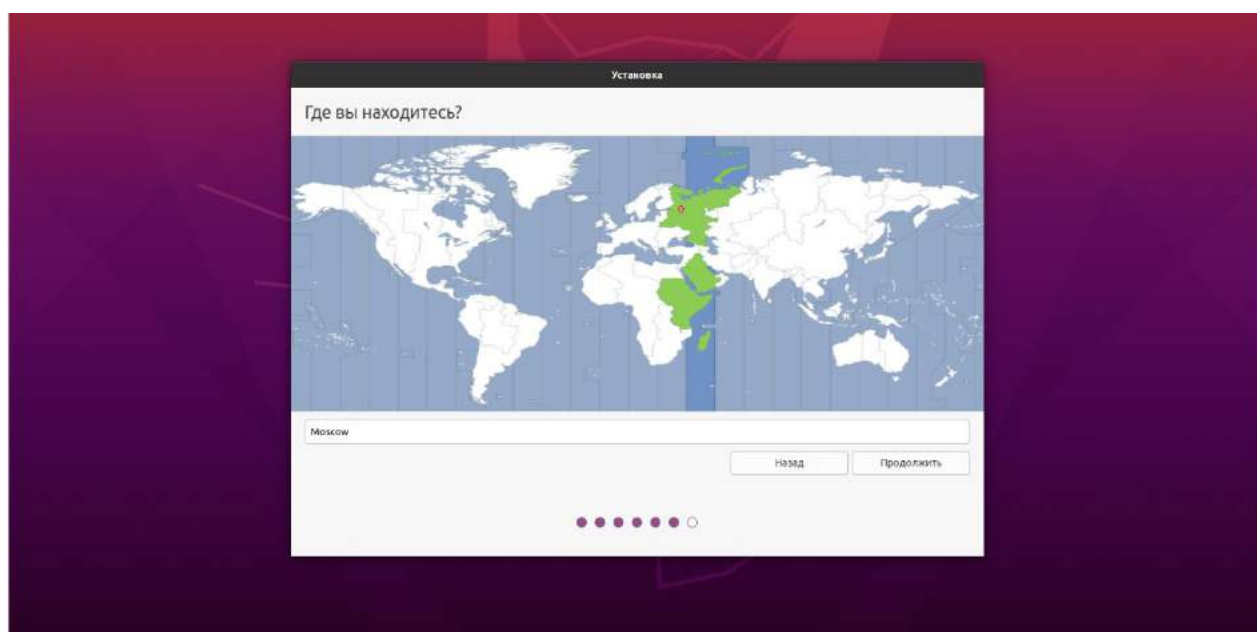 Установка
Где вы находитесь?
Moscow
Назад
Продолжить